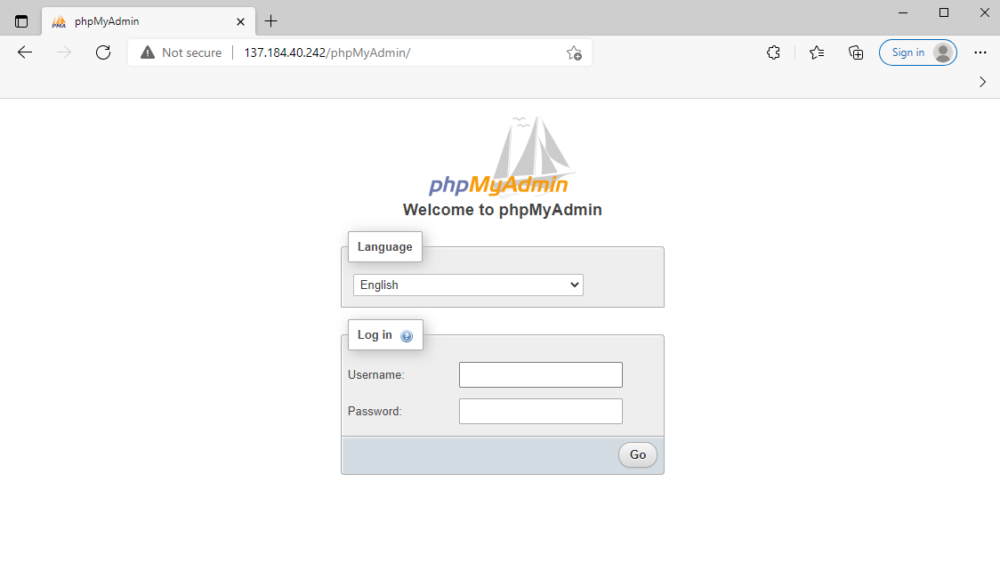 PMA phpMyAdmin
Not secure 137.184.40.242/phpMyAdmin/
Sign in
phpMyAdmin
Welcome to phpMyAdmin
Language
English
Log in
Username:
Password:
Go